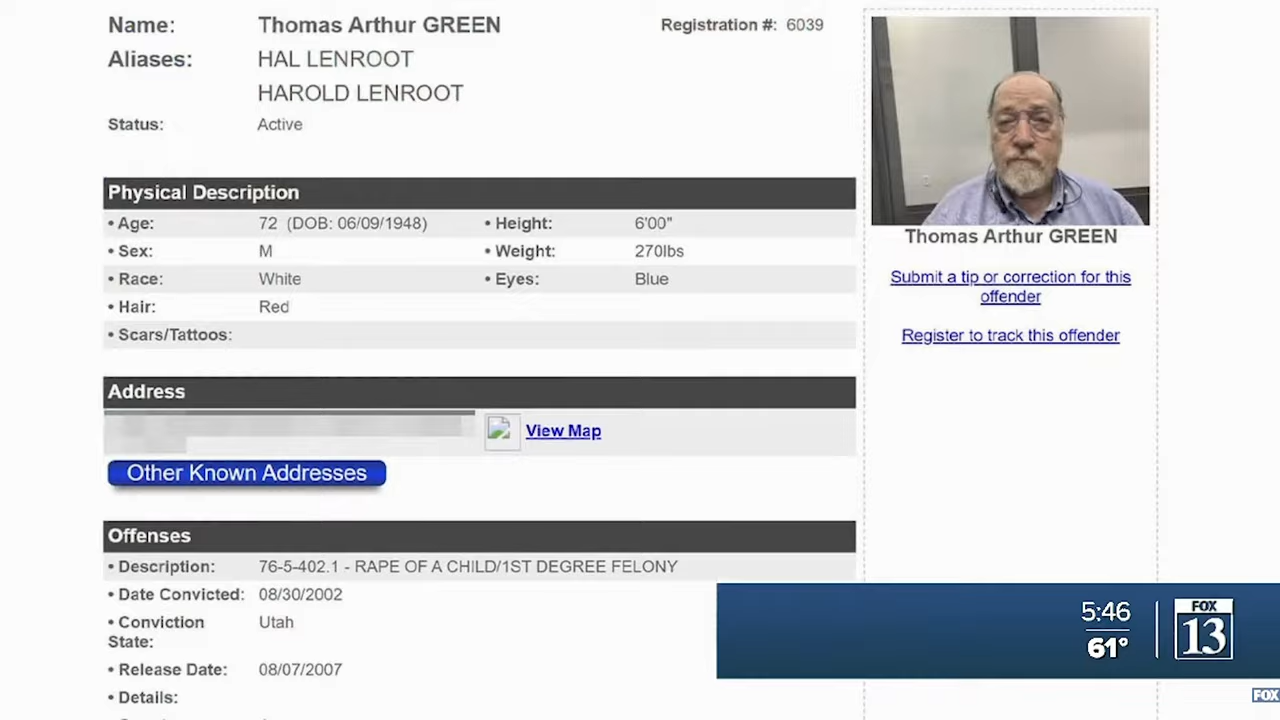 Name: Thomas Arthur GREEN Registration #: 6039
Aliases: HAL LENROOT
HAROLD LENROOT
Status: Active
Physical Description
• Age: 72 (DOB: 06/09/1948) • Height: 6'00"
• Sex: M • Weight: 270lbs
• Race: White • Eyes: Blue
• Hair: Red
• Scars/Tattoos:
Address
View Map
Other Known Addresses
Offenses
• Description: 76-5-402.1 - RAPE OF A CHILD/1ST DEGREE FELONY
• Date Convicted: 08/30/2002
• Conviction Utah
State:
• Release Date: 08/07/2007
• Details:
Thomas Arthur GREEN
Submit a tip or correction for this
offender
Register to track this offender
5:46
61°
FOX
13
FOX